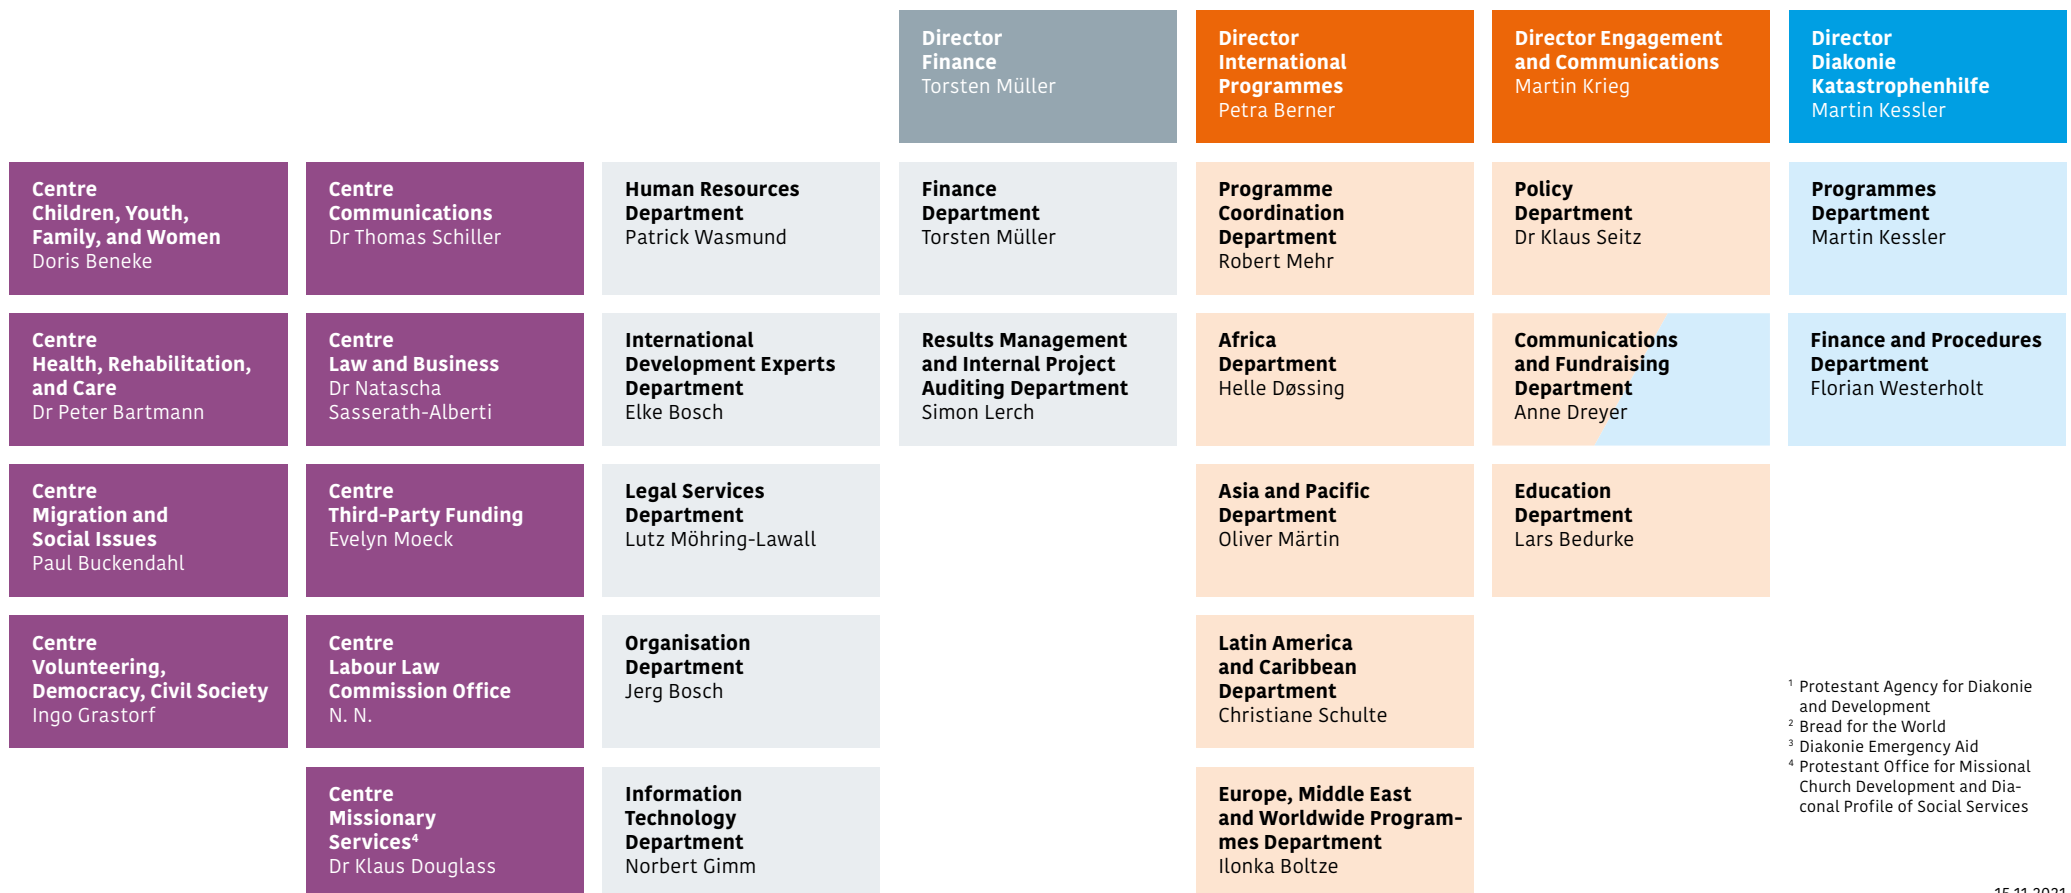 Director
Finance
Torsten Müller
Director
International
Programmes
Petra Berner
Director Engagement
and Communications
Martin Krieg
Director
Diakonie
Katastrophenhilfe
Martin Kessler
Centre
Children, Youth,
Family, and Women
Doris Beneke
Centre
Communications
Dr Thomas Schiller
Human Resources
Department
Patrick Wasmund
Finance
Department
Torsten Müller
Programme
Coordination
Department
Robert Mehr
Policy
Department
Dr Klaus Seitz
Programmes
Department
Martin Kessler
Centre
Health, Rehabilitation,
and Care
Dr Peter Bartmann
Centre
Law and Business
Dr Natascha
Sasserath-Alberti
International
Development Experts
Department
Elke Bosch
Results Management
and Internal Project
Auditing Department
Simon Lerch
Africa
Department
Helle Døssing
Communications
and Fundraising
Department
Anne Dreyer
Finance and Procedures
Department
Florian Westerholt
Centre
Migration and
Social Issues
Paul Buckendahl
Centre
Third-Party Funding
Evelyn Moeck
Legal Services
Department
Lutz Möhring-Lawall
Asia and Pacific
Department
Oliver Märtin
Education
Department
Lars Bedurke
Centre
Volunteering,
Democracy, Civil Society
Ingo Grastorf
Centre
Labour Law
Commission Office
N. N.
Organisation
Department
Jerg Bosch
Latin America
and Caribbean
Department
Christiane Schulte
Centre
Missionary
Services⁴
Dr Klaus Douglass
Information
Technology
Department
Norbert Gimm
Europe, Middle East
and Worldwide Program-
mes Department
Ilonka Boltze
¹ Protestant Agency for Diakonie
and Development
² Bread for the World
³ Diakonie Emergency Aid
⁴ Protestant Office for Missional
Church Development and Dia-
conal Profile of Social Services
15.11.2021